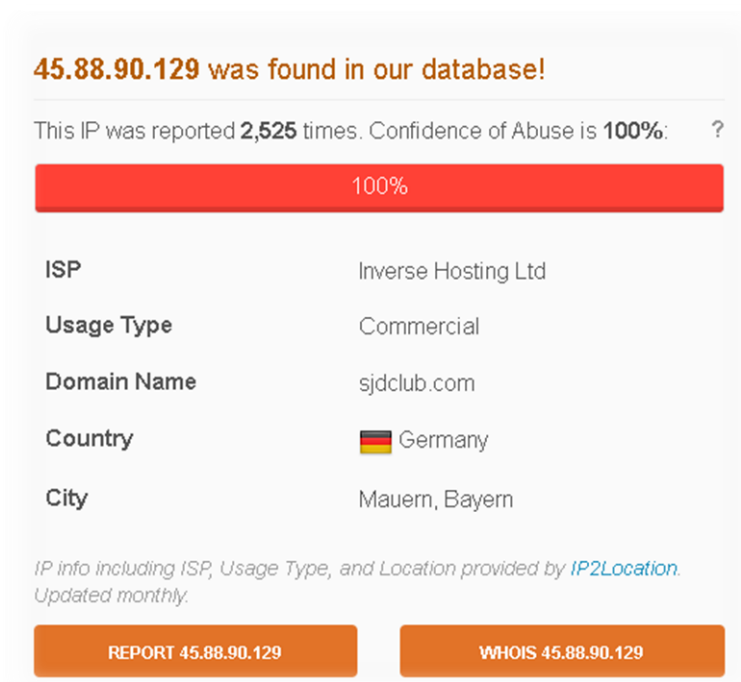 45.88.90.129 was found in our database!
This IP was reported 2,525 times. Confidence of Abuse is 100%: ?
100%
ISP Inverse Hosting Ltd
Usage Type Commercial
Domain Name sjdclub.com
Country Germany
City Mauern, Bayern
IP info including ISP, Usage Type, and Location provided by IP2Location.
Updated monthly.
REPORT 45.88.90.129 WHOIS 45.88.90.129